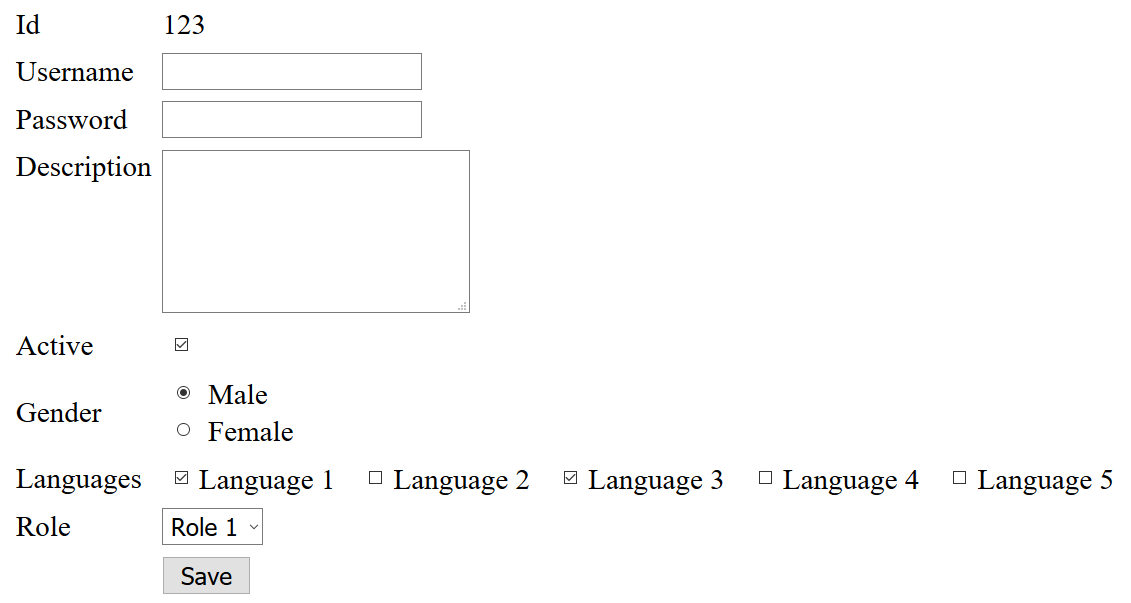 Id 123
Username
Password
Description
Active
Gender
Male
Female
Languages Language 1 Language 2 Language 3 Language 4 Language 5
Role Role 1
Save